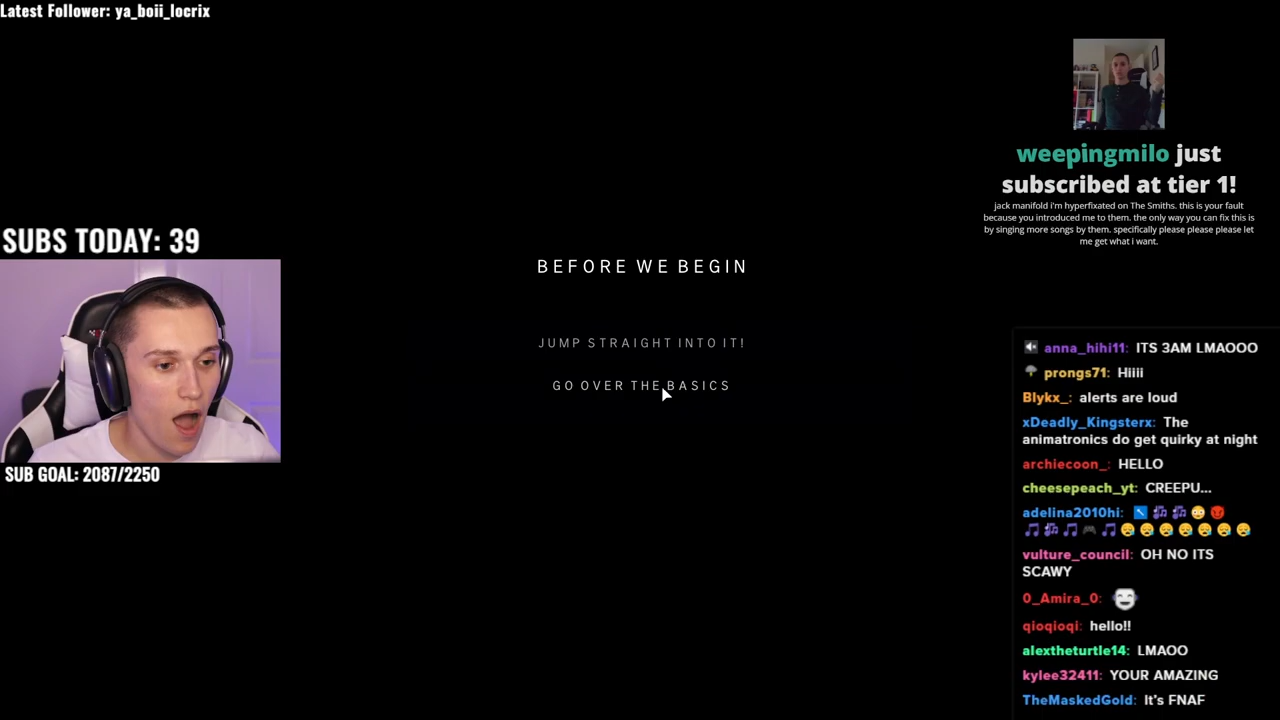 Latest Follower: ya_boii_locrix
weepingmilo just
subscribed at tier 1!
jack manifold i'm hyperfixated on The Smiths. this is your fault
because you introduced me to them. the only way you can fix this is
by singing more songs by them. specifically please please please let
me get what i want.
SUBS TODAY: 39
SUB GOAL: 2087/2250
BEFORE WE BEGIN
JUMP STRAIGHT INTO IT!
GO OVER THE BASICS
anna_hihi11: ITS 3AM LMAOOO
prongs71: Hiiii
Blykx_: alerts are loud
xDeadly_Kingsterx: The
animatronics do get quirky at night
archiecoon_: HELLO
cheesepeach_yt: CREEPU...
adelina2010hi:
vulture_council: OH NO ITS
SCAWY
0_Amira_0:
qioqioqi: hello!!
alextheturtle14: LMAOO
kylee32411: YOUR AMAZING
TheMaskedGold: It's FNAF